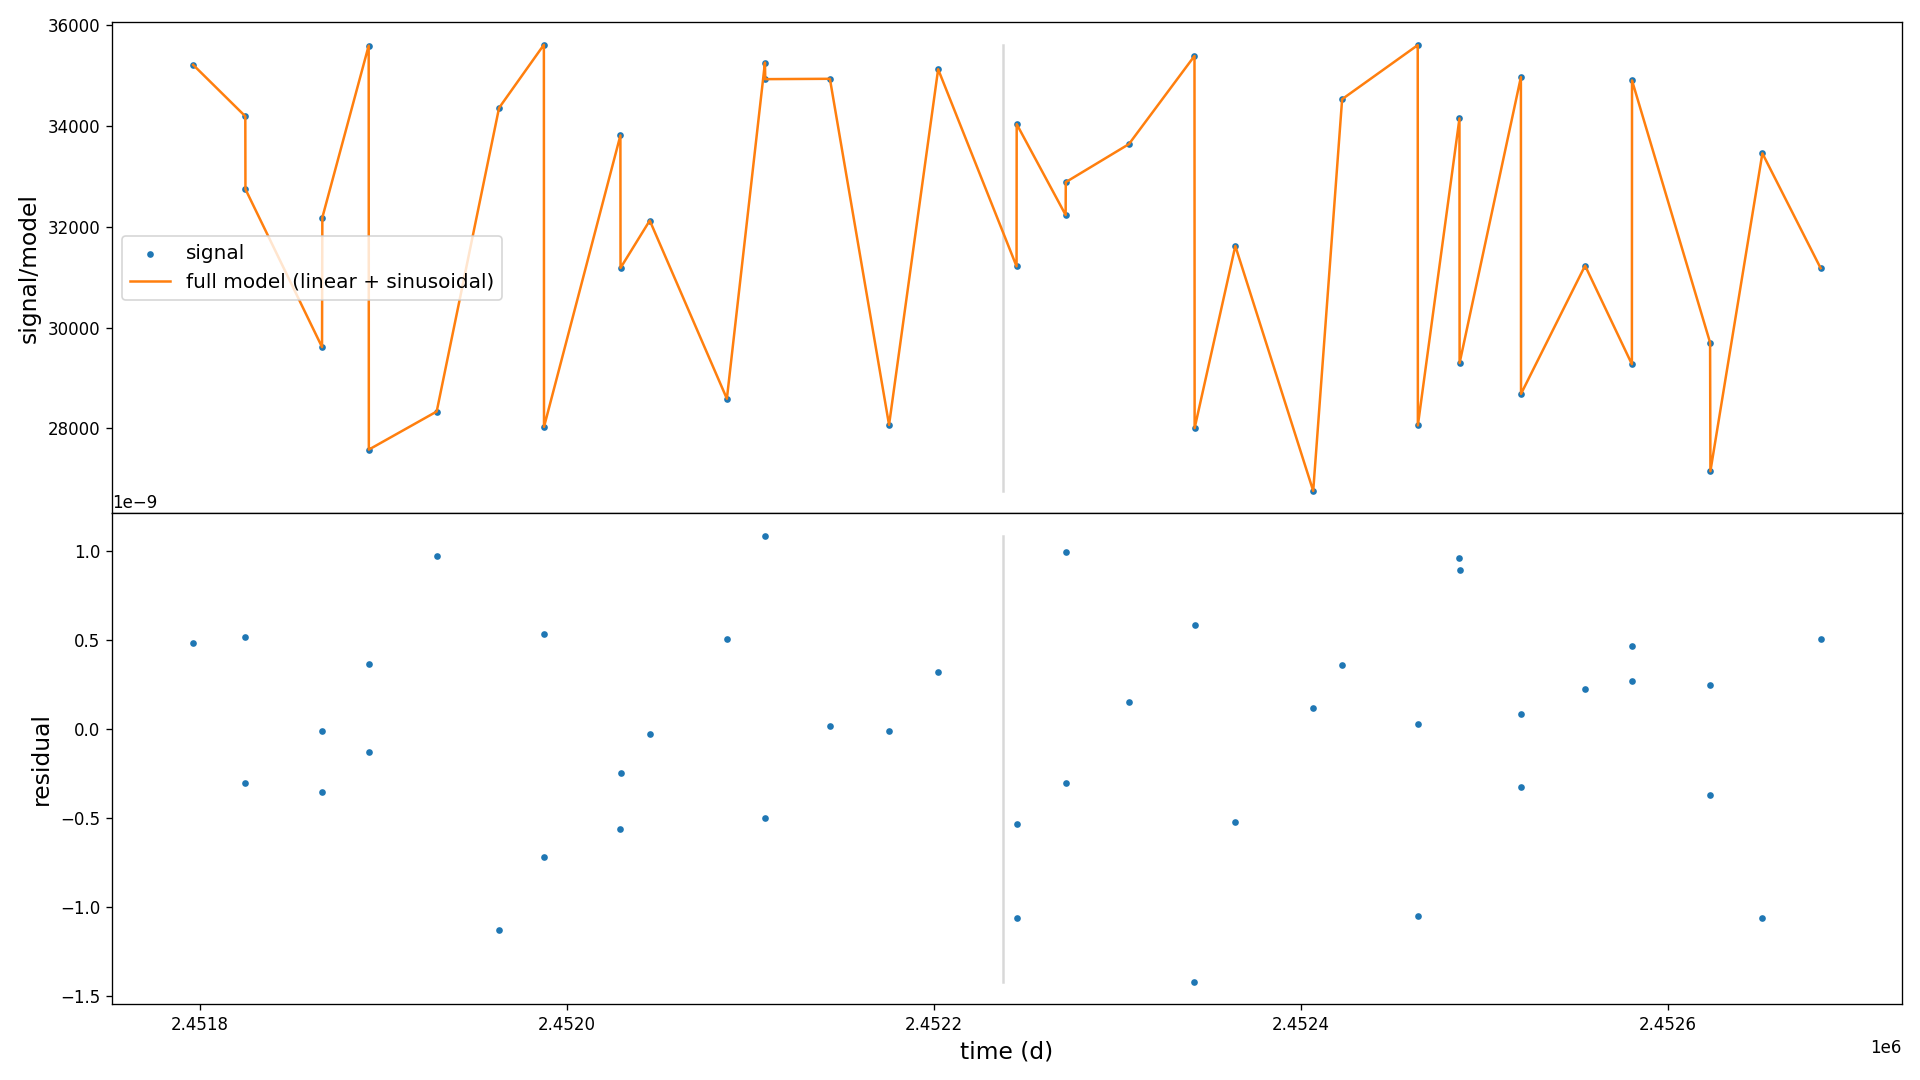 36000
34000
32000
30000
28000
signal/model
signal
full model (linear + sinusoidal)
1e−9
1.0
0.5
0.0
−0.5
−1.0
−1.5
residual
2.4518
2.4520
2.4522
2.4524
2.4526
time (d)
1e6